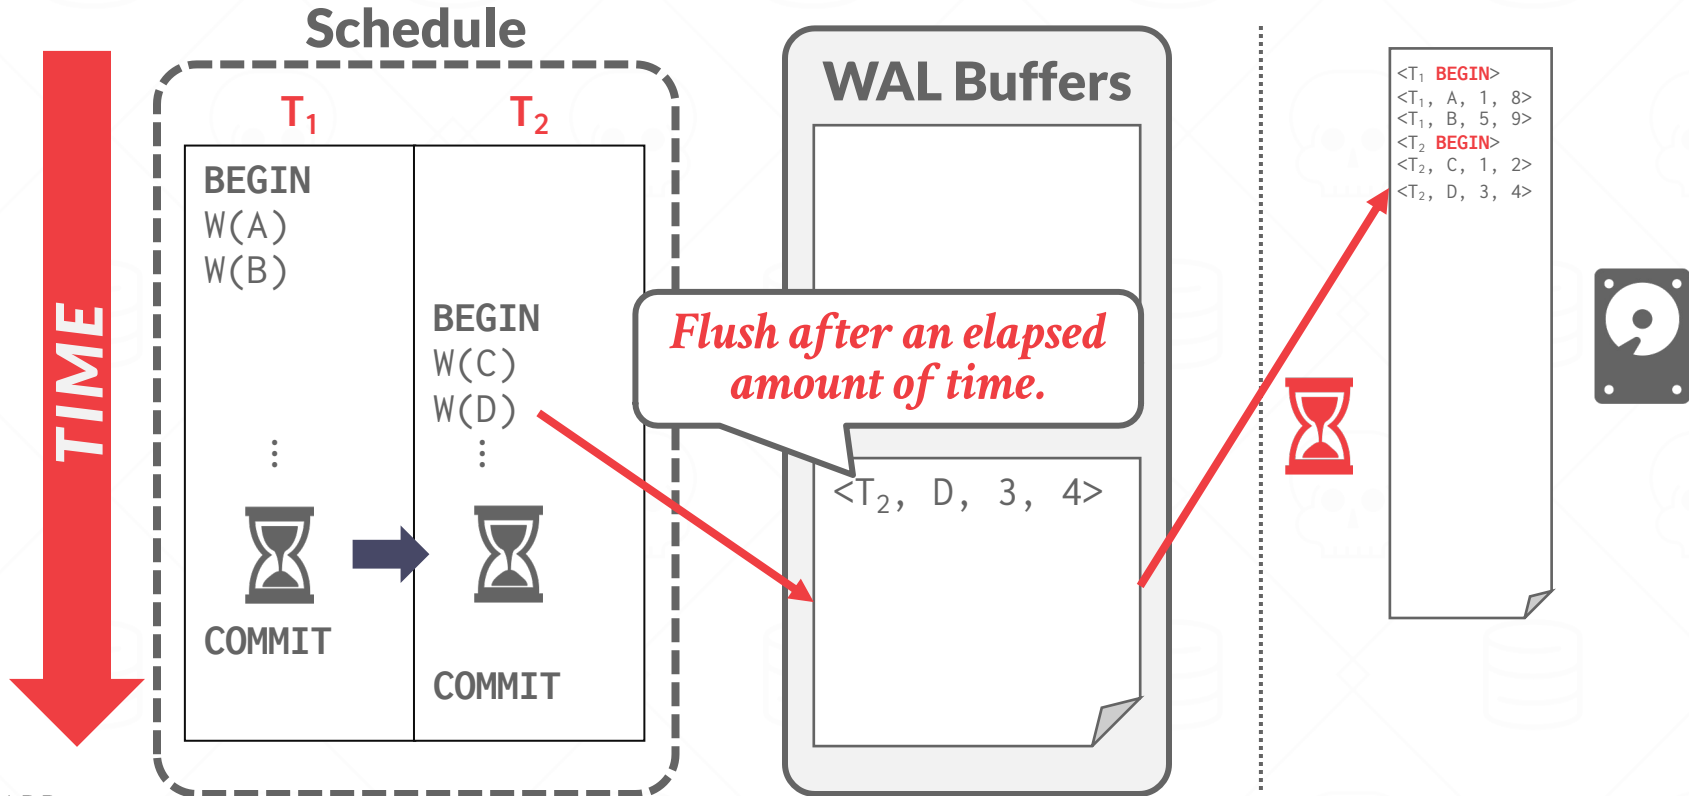 Schedule
T₁ T₂
BEGIN
W(A)
W(B)
BEGIN
W(C)
W(D)
⋮ ⋮
COMMIT
COMMIT
TIME
WAL Buffers
Flush after an elapsed
amount of time.
<T₂, D, 3, 4>
<T₁ BEGIN>
<T₁, A, 1, 8>
<T₁, B, 5, 9>
<T₂ BEGIN>
<T₂, C, 1, 2>
<T₂, D, 3, 4>